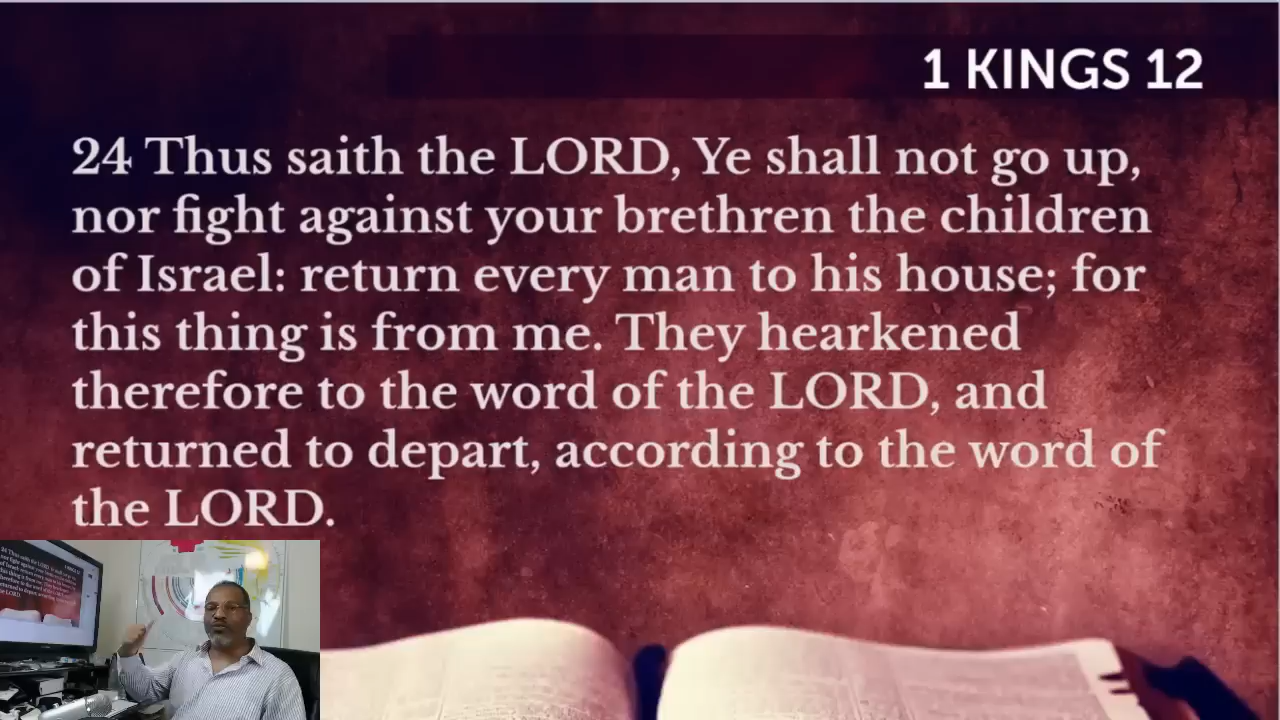 1 KINGS 12
24 Thus saith the LORD, Ye shall not go up,
nor fight against your brethren the children
of Israel: return every man to his house; for
this thing is from me. They hearkened
therefore to the word of the LORD, and
returned to depart, according to the word of
the LORD.